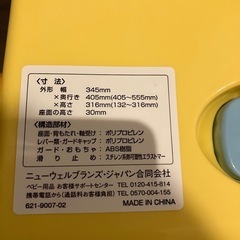 〈寸 法〉
外形 幅 345mm
×奥行き 405mm(405〜555mm)
×高さ 316mm(132〜316mm)
座面の高さ 30mm
〈構造部材〉
座面・背もたれ・軸受け : ポリプロピレン
レバー類・ガードキャップ : ポリプロピレン
ガード・おもちゃ : ABS樹脂
滑り止め : スチレン系熱可塑性エラストマー
ニューウェルブランズ・ジャパン合同会社
ベビー用品 お客様サポートセンター TEL 0120-415-814
携帯電話から(通話料お客様負担) TEL 0570-004-155
621-9007-02 MADE IN CHINA